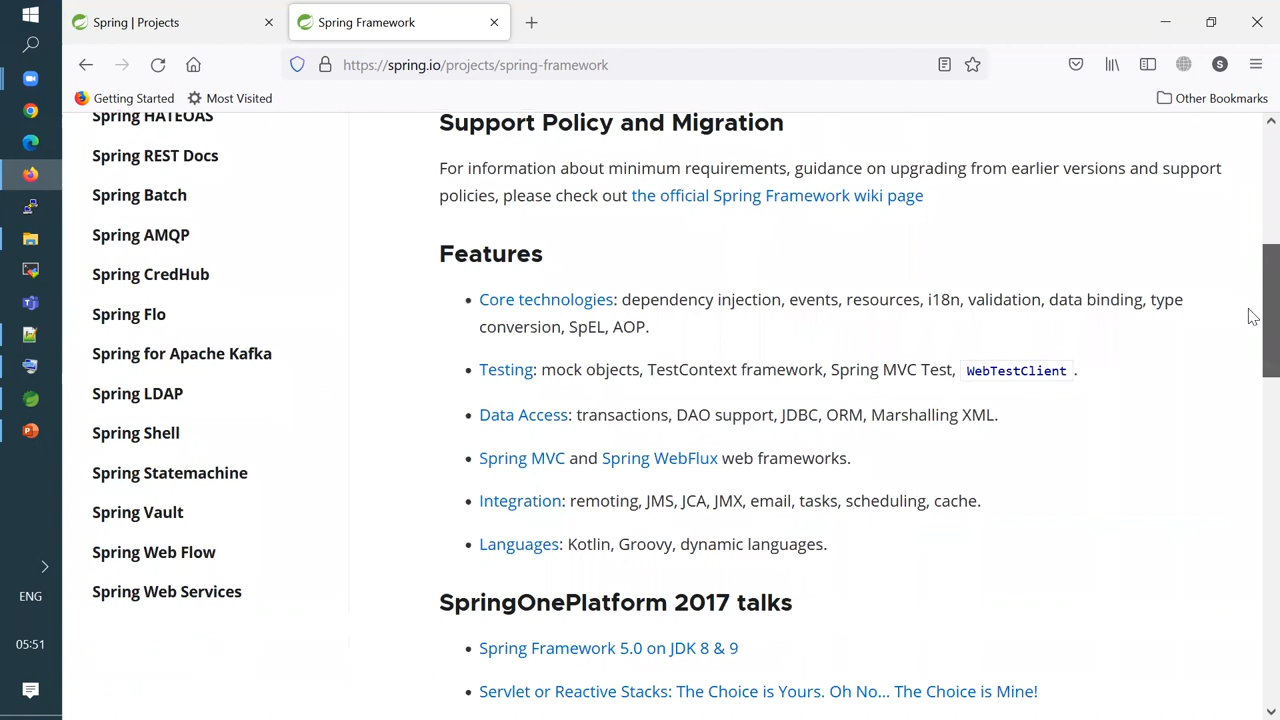 Spring | Projects
Spring Framework
https://spring.io/projects/spring-framework
S
Getting Started
Most Visited
Other Bookmarks
Spring HATEOAS
Spring REST Docs
Spring Batch
Spring AMQP
Spring CredHub
Spring Flo
Spring for Apache Kafka
Spring LDAP
Spring Shell
Spring Statemachine
Spring Vault
Spring Web Flow
Spring Web Services
Support Policy and Migration
For information about minimum requirements, guidance on upgrading from earlier versions and support
policies, please check out the official Spring Framework wiki page
Features
• Core technologies: dependency injection, events, resources, i18n, validation, data binding, type
conversion, SpEL, AOP.
• Testing: mock objects, TestContext framework, Spring MVC Test, WebTestClient.
• Data Access: transactions, DAO support, JDBC, ORM, Marshalling XML.
• Spring MVC and Spring WebFlux web frameworks.
• Integration: remoting, JMS, JCA, JMX, email, tasks, scheduling, cache.
• Languages: Kotlin, Groovy, dynamic languages.
SpringOnePlatform 2017 talks
• Spring Framework 5.0 on JDK 8 & 9
• Servlet or Reactive Stacks: The Choice is Yours. Oh No... The Choice is Mine!
ENG
05:51